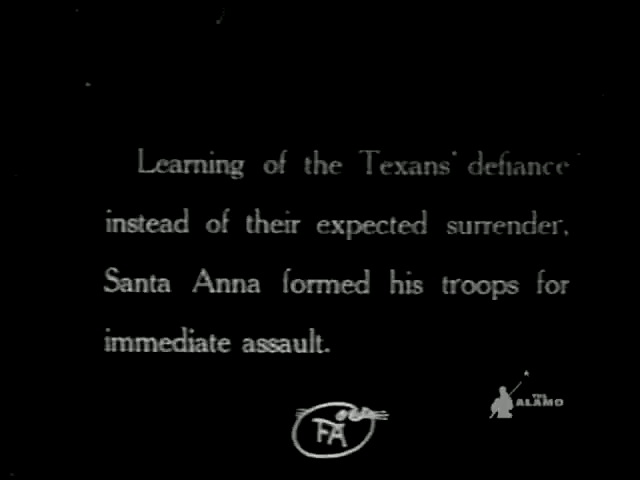 Learning of the Texans' defiance
instead of their expected surrender,
Santa Anna formed his troops for
immediate assault.
FA
THE
ALAMO